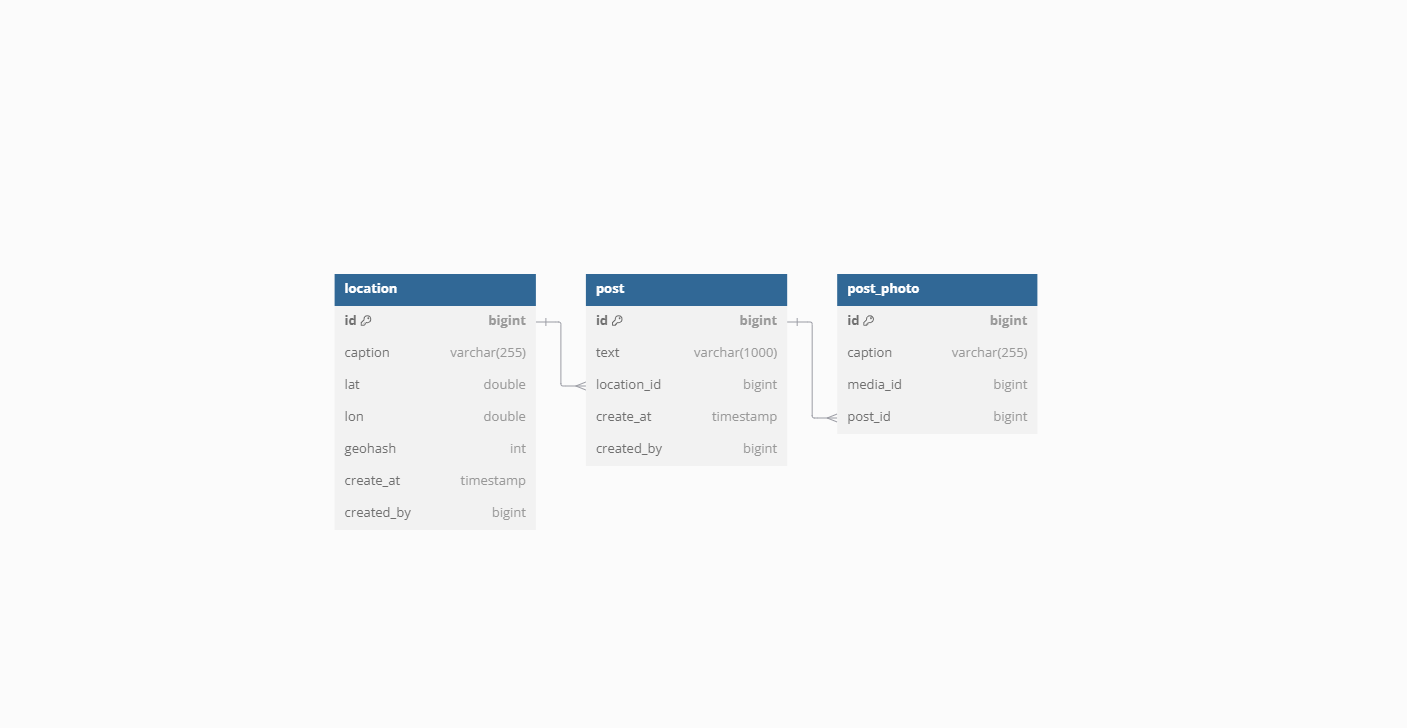 location
id bigint
caption varchar(255)
lat double
lon double
geohash int
create_at timestamp
created_by bigint
post
id bigint
text varchar(1000)
location_id bigint
create_at timestamp
created_by bigint
post_photo
id bigint
caption varchar(255)
media_id bigint
post_id bigint